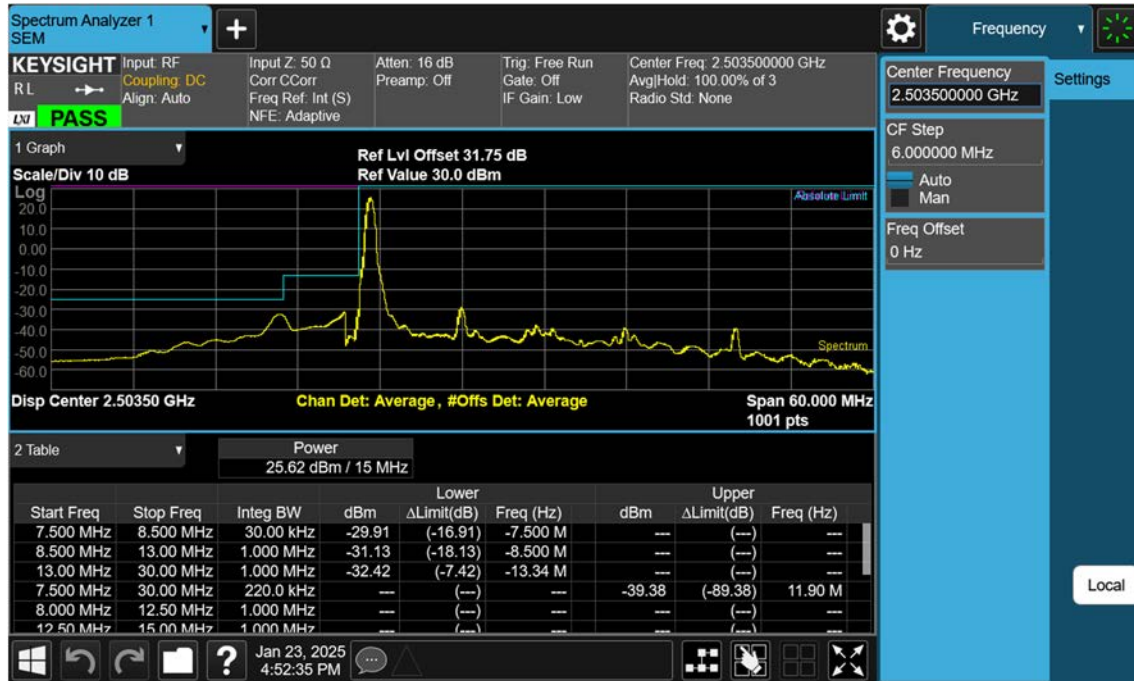 Spectrum Analyzer 1
SEM
Frequency
KEYSIGHT
RL
LXI
PASS
Input: RF
Coupling: DC
Align: Auto
Input Z: 50 Ω
Corr CCorr
Freq Ref: Int (S)
NFE: Adaptive
Atten: 16 dB
Preamp: Off
Trig: Free Run
Gate: Off
IF Gain: Low
Center Freq: 2.503500000 GHz
Avg|Hold: 100.00% of 3
Radio Std: None
Center Frequency
2.503500000 GHz
Settings
CF Step
6.000000 MHz
Auto
Man
Freq Offset
0 Hz
Local
1 Graph
Scale/Div 10 dB
Ref Lvl Offset 31.75 dB
Ref Value 30.0 dBm
Log
20.0
10.0
0.00
-10.0
-20.0
-30.0
-40.0
-50.0
-60.0
Limit
Spectrum
Disp Center 2.50350 GHz
Chan Det: Average, #Offs Det: Average
Span 60.000 MHz
1001 pts
2 Table
Power
25.62 dBm / 15 MHz
Lower Upper
Start Freq Stop Freq Integ BW dBm ΔLimit(dB) Freq (Hz) dBm ΔLimit(dB) Freq (Hz)
7.500 MHz 8.500 MHz 30.00 kHz -29.91 (-16.91) -7.500 M --- (---) ---
8.500 MHz 13.00 MHz 1.000 MHz -31.13 (-18.13) -8.500 M --- (---) ---
13.00 MHz 30.00 MHz 1.000 MHz -32.42 (-7.42) -13.34 M --- (---) ---
7.500 MHz 30.00 MHz 220.0 kHz --- (---) --- -39.38 (-89.38) 11.90 M
8.000 MHz 12.50 MHz 1.000 MHz --- (---) --- --- (---) ---
12.50 MHz 15.00 MHz 1.000 MHz --- (---) --- --- (---) ---
?
Jan 23, 2025
4:52:35 PM